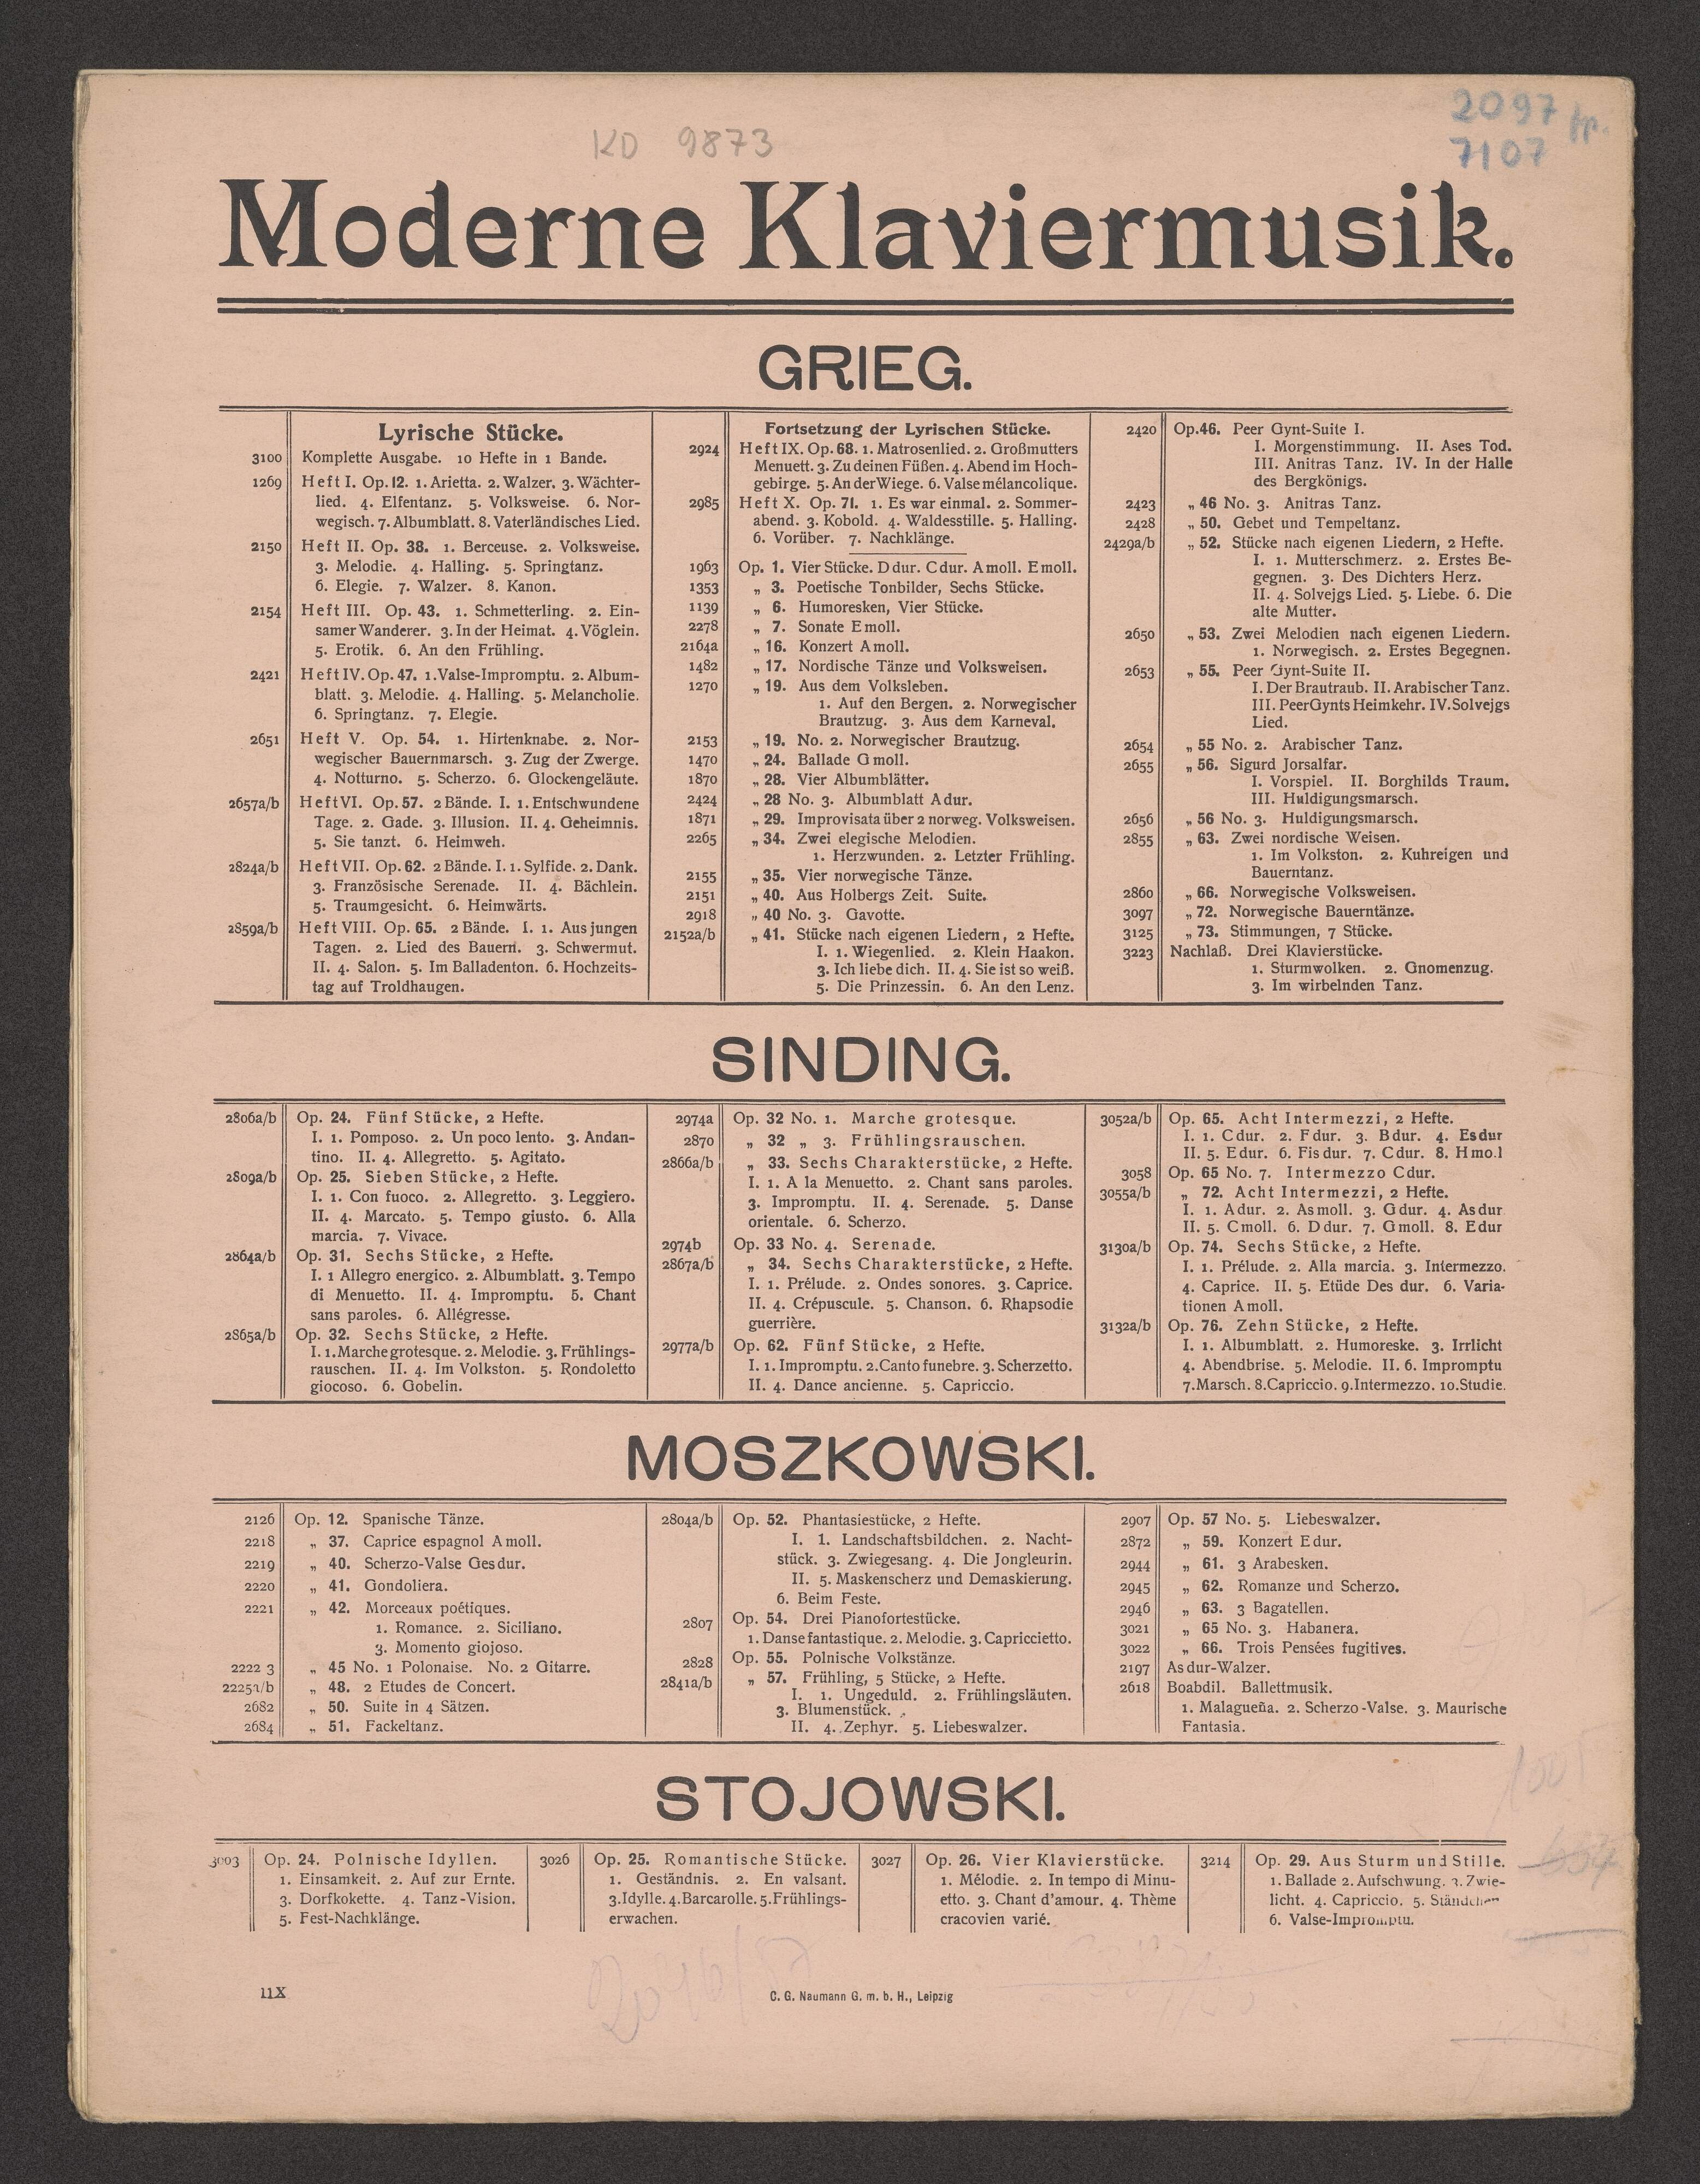 KD 9873
2097 fp.
7107
Moderne Klaviermusik.
GRIEG.
Lyrische Stücke.
3100 Komplette Ausgabe. 10 Hefte in 1 Bande.
1269 Heft I. Op. 12. 1. Arietta. 2. Walzer. 3. Wächter-
lied. 4. Elfentanz. 5. Volksweise. 6. Nor-
wegisch. 7. Albumblatt. 8. Vaterländisches Lied.
2150 Heft II. Op. 38. 1. Berceuse. 2. Volksweise.
3. Melodie. 4. Halling. 5. Springtanz.
6. Elegie. 7. Walzer. 8. Kanon.
2154 Heft III. Op. 43. 1. Schmetterling. 2. Ein-
samer Wanderer. 3. In der Heimat. 4. Vöglein.
5. Erotik. 6. An den Frühling.
2421 Heft IV. Op. 47. 1. Valse-Impromptu. 2. Album-
blatt. 3. Melodie. 4. Halling. 5. Melancholie.
6. Springtanz. 7. Elegie.
2651 Heft V. Op. 54. 1. Hirtenknabe. 2. Nor-
wegischer Bauernmarsch. 3. Zug der Zwerge.
4. Notturno. 5. Scherzo. 6. Glockengeläute.
2657a/b Heft VI. Op. 57. 2 Bände. I. 1. Entschwundene
Tage. 2. Gade. 3. Illusion. II. 4. Geheimnis.
5. Sie tanzt. 6. Heimweh.
2824a/b Heft VII. Op. 62. 2 Bände. I. 1. Sylfide. 2. Dank.
3. Französische Serenade. II. 4. Bächlein.
5. Traumgesicht. 6. Heimwärts.
2859a/b Heft VIII. Op. 65. 2 Bände. I. 1. Aus jungen
Tagen. 2. Lied des Bauern. 3. Schwermut.
II. 4. Salon. 5. Im Balladenton. 6. Hochzeits-
tag auf Troldhaugen.
Fortsetzung der Lyrischen Stücke.
2924 Heft IX. Op. 68. 1. Matrosenlied. 2. Großmutters
Menuett. 3. Zu deinen Füßen. 4. Abend im Hoch-
gebirge. 5. An der Wiege. 6. Valse mélancolique.
2985 Heft X. Op. 71. 1. Es war einmal. 2. Sommer-
abend. 3. Kobold. 4. Waldesstille. 5. Halling.
6. Vorüber. 7. Nachklänge.
1963 Op. 1. Vier Stücke. D dur. C dur. A moll. E moll.
1353 „ 3. Poetische Tonbilder, Sechs Stücke.
1139 „ 6. Humoresken, Vier Stücke.
2278 „ 7. Sonate E moll.
2164a „ 16. Konzert A moll.
1482 „ 17. Nordische Tänze und Volksweisen.
1270 „ 19. Aus dem Volksleben.
1. Auf den Bergen. 2. Norwegischer
Brautzug. 3. Aus dem Karneval.
2153 „ 19. No. 2. Norwegischer Brautzug.
1470 „ 24. Ballade G moll.
1870 „ 28. Vier Albumblätter.
2424 „ 28 No. 3. Albumblatt A dur.
1871 „ 29. Improvisata über 2 norweg. Volksweisen.
2265 „ 34. Zwei elegische Melodien.
1. Herzwunden. 2. Letzter Frühling.
2155 „ 35. Vier norwegische Tänze.
2151 „ 40. Aus Holbergs Zeit. Suite.
2918 „ 40 No. 3. Gavotte.
2152a/b „ 41. Stücke nach eigenen Liedern, 2 Hefte.
I. 1. Wiegenlied. 2. Klein Haakon.
3. Ich liebe dich. II. 4. Sie ist so weiß.
5. Die Prinzessin. 6. An den Lenz.
2420 Op. 46. Peer Gynt-Suite I.
I. Morgenstimmung. II. Ases Tod.
III. Anitras Tanz. IV. In der Halle
des Bergkönigs.
2423 „ 46 No. 3. Anitras Tanz.
2428 „ 50. Gebet und Tempeltanz.
2429a/b „ 52. Stücke nach eigenen Liedern, 2 Hefte.
I. 1. Mutterschmerz. 2. Erstes Be-
gegnen. 3. Des Dichters Herz.
II. 4. Solvejgs Lied. 5. Liebe. 6. Die
alte Mutter.
2650 „ 53. Zwei Melodien nach eigenen Liedern.
1. Norwegisch. 2. Erstes Begegnen.
2653 „ 55. Peer Gynt-Suite II.
I. Der Brautraub. II. Arabischer Tanz.
III. Peer Gynts Heimkehr. IV. Solvejgs
Lied.
2654 „ 55 No. 2. Arabischer Tanz.
2655 „ 56. Sigurd Jorsalfar.
I. Vorspiel. II. Borghilds Traum.
III. Huldigungsmarsch.
2656 „ 56 No. 3. Huldigungsmarsch.
2855 „ 63. Zwei nordische Weisen.
1. Im Volkston. 2. Kuhreigen und
Bauerntanz.
2860 „ 66. Norwegische Volksweisen.
3097 „ 72. Norwegische Bauerntänze.
3125 „ 73. Stimmungen, 7 Stücke.
3223 Nachlaß. Drei Klavierstücke.
1. Sturmwolken. 2. Gnomenzug.
3. Im wirbelnden Tanz.
SINDING.
2806a/b Op. 24. Fünf Stücke, 2 Hefte.
I. 1. Pomposo. 2. Un poco lento. 3. Andan-
tino. II. 4. Allegretto. 5. Agitato.
2809a/b Op. 25. Sieben Stücke, 2 Hefte.
I. 1. Con fuoco. 2. Allegretto. 3. Leggiero.
II. 4. Marcato. 5. Tempo giusto. 6. Alla
marcia. 7. Vivace.
2864a/b Op. 31. Sechs Stücke, 2 Hefte.
I. 1 Allegro energico. 2. Albumblatt. 3. Tempo
di Menuetto. II. 4. Impromptu. 5. Chant
sans paroles. 6. Allégresse.
2865a/b Op. 32. Sechs Stücke, 2 Hefte.
I. 1. Marche grotesque. 2. Melodie. 3. Frühlings-
rauschen. II. 4. Im Volkston. 5. Rondoletto
giocoso. 6. Gobelin.
2974a Op. 32 No. 1. Marche grotesque.
2870 „ 32 „ 3. Frühlingsrauschen.
2866a/b „ 33. Sechs Charakterstücke, 2 Hefte.
I. 1. A la Menuetto. 2. Chant sans paroles.
3. Impromptu. II. 4. Serenade. 5. Danse
orientale. 6. Scherzo.
2974b Op. 33 No. 4. Serenade.
2867a/b „ 34. Sechs Charakterstücke, 2 Hefte.
I. 1. Prélude. 2. Ondes sonores. 3. Caprice.
II. 4. Crépuscule. 5. Chanson. 6. Rhapsodie
guerrière.
2977a/b Op. 62. Fünf Stücke, 2 Hefte.
I. 1. Impromptu. 2. Canto funebre. 3. Scherzetto.
II. 4. Dance ancienne. 5. Capriccio.
3052a/b Op. 65. Acht Intermezzi, 2 Hefte.
I. 1. C dur. 2. F dur. 3. B dur. 4. Es dur
II. 5. E dur. 6. Fis dur. 7. C dur. 8. H mo.l
3058 Op. 65 No. 7. Intermezzo C dur.
3055a/b „ 72. Acht Intermezzi, 2 Hefte.
I. 1. A dur. 2. As moll. 3. G dur. 4. As dur
II. 5. C moll. 6. D dur. 7. G moll. 8. E dur
3130a/b Op. 74. Sechs Stücke, 2 Hefte.
I. 1. Prélude. 2. Alla marcia. 3. Intermezzo.
4. Caprice. II. 5. Etüde Des dur. 6. Varia-
tionen A moll.
3132a/b Op. 76. Zehn Stücke, 2 Hefte.
I. 1. Albumblatt. 2. Humoreske. 3. Irrlicht
4. Abendbrise. 5. Melodie. II. 6. Impromptu
7. Marsch. 8. Capriccio. 9. Intermezzo. 10. Studie.
MOSZKOWSKI.
2126 Op. 12. Spanische Tänze.
2218 „ 37. Caprice espagnol A moll.
2219 „ 40. Scherzo-Valse Ges dur.
2220 „ 41. Gondoliera.
2221 „ 42. Morceaux poétiques.
1. Romance. 2. Siciliano.
3. Momento giojoso.
2222 3 „ 45 No. 1 Polonaise. No. 2 Gitarre.
2225a/b „ 48. 2 Etudes de Concert.
2682 „ 50. Suite in 4 Sätzen.
2684 „ 51. Fackeltanz.
2804a/b Op. 52. Phantasiestücke, 2 Hefte.
I. 1. Landschaftsbildchen. 2. Nacht-
stück. 3. Zwiegesang. 4. Die Jongleurin.
II. 5. Maskenscherz und Demaskierung.
6. Beim Feste.
2807 Op. 54. Drei Pianofortestücke.
1. Danse fantastique. 2. Melodie. 3. Capriccietto.
2828 Op. 55. Polnische Volkstänze.
2841a/b „ 57. Frühling, 5 Stücke, 2 Hefte.
I. 1. Ungeduld. 2. Frühlingsläuten.
3. Blumenstück.
II. 4. Zephyr. 5. Liebeswalzer.
2907 Op. 57 No. 5. Liebeswalzer.
2872 „ 59. Konzert E dur.
2944 „ 61. 3 Arabesken.
2945 „ 62. Romanze und Scherzo.
2946 „ 63. 3 Bagatellen.
3021 „ 65 No. 3. Habanera.
3022 „ 66. Trois Pensées fugitives.
2197 As dur-Walzer.
2618 Boabdil. Ballettmusik.
1. Malagueña. 2. Scherzo-Valse. 3. Maurische
Fantasia.
STOJOWSKI.
3003 Op. 24. Polnische Idyllen.
1. Einsamkeit. 2. Auf zur Ernte.
3. Dorfkokette. 4. Tanz-Vision.
5. Fest-Nachklänge.
3026 Op. 25. Romantische Stücke.
1. Geständnis. 2. En valsant.
3. Idylle. 4. Barcarolle. 5. Frühlings-
erwachen.
3027 Op. 26. Vier Klavierstücke.
1. Mélodie. 2. In tempo di Minu-
etto. 3. Chant d'amour. 4. Thème
cracovien varié.
3214 Op. 29. Aus Sturm und Stille.
1. Ballade 2. Aufschwung. 3. Zwie-
licht. 4. Capriccio. 5. Ständchen
6. Valse-Impromptu.
11X
C. G. Naumann G. m. b. H., Leipzig